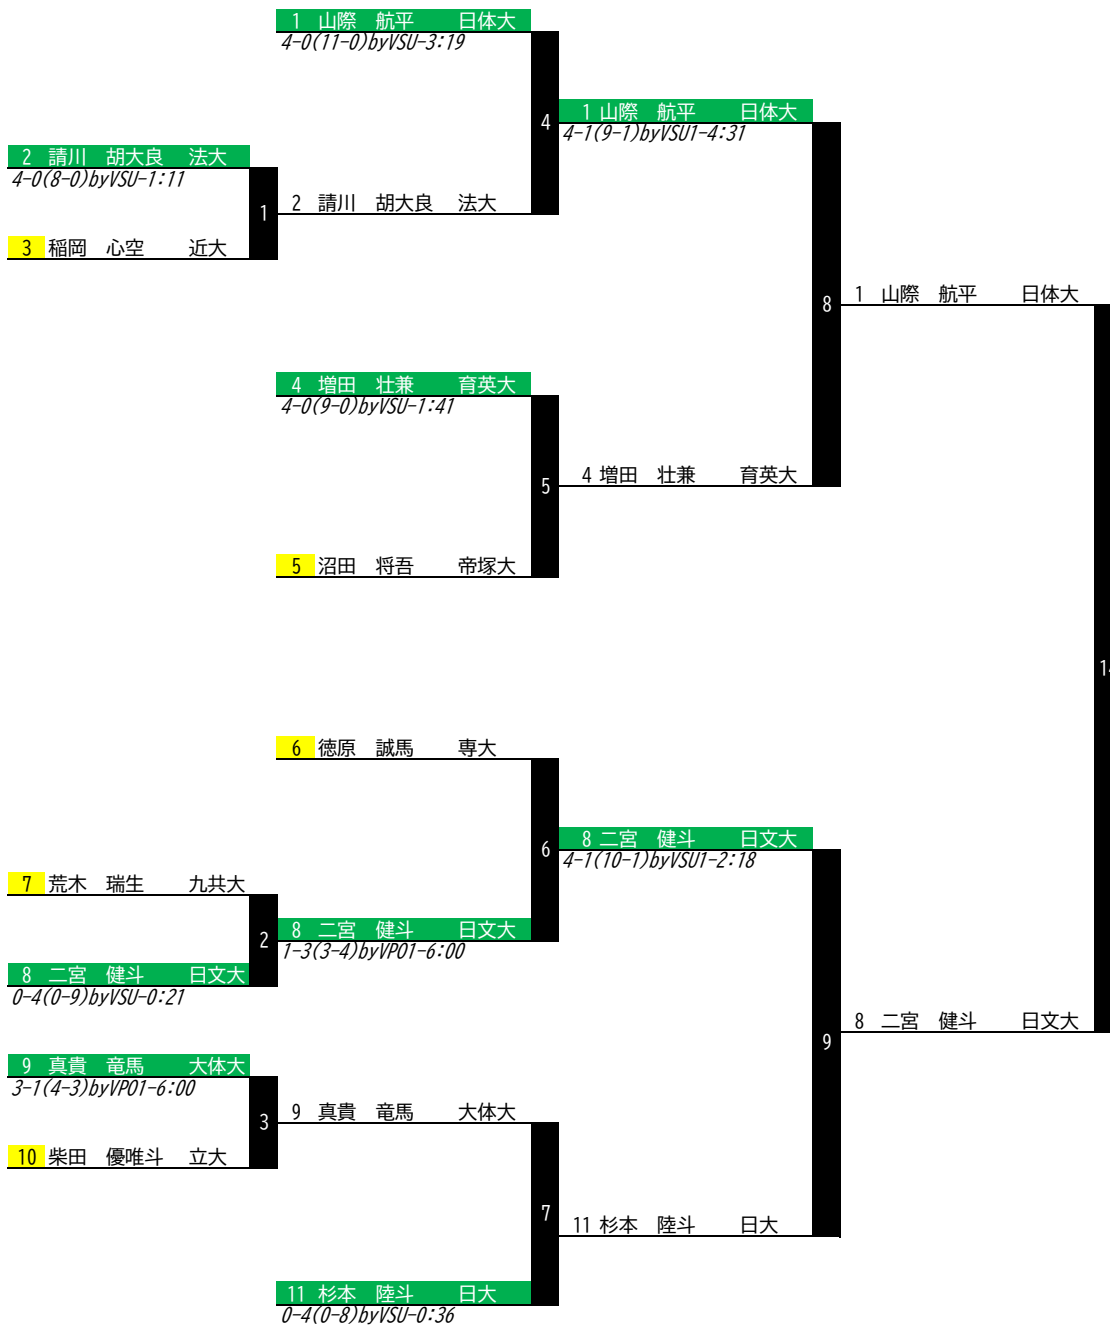 1 山際 航平 日体大
4-0(11-0)byVSU-3:19
4
1 山際 航平 日体大
4-1(9-1)byVSU1-4:31
2 請川 胡大良 法大
4-0(8-0)byVSU-1:11
1
2 請川 胡大良 法大
3 稲岡 心空 近大
8
1 山際 航平 日体大
4 増田 壮兼 育英大
4-0(9-0)byVSU-1:41
5
4 増田 壮兼 育英大
5 沼田 将吾 帝塚大
6 徳原 誠馬 専大
6
8 二宮 健斗 日文大
4-1(10-1)byVSU1-2:18
7 荒木 瑞生 九共大
2
8 二宮 健斗 日文大
1-3(3-4)byVPO1-6:00
8 二宮 健斗 日文大
0-4(0-9)byVSU-0:21
9
8 二宮 健斗 日文大
9 真貴 竜馬 大体大
3-1(4-3)byVPO1-6:00
3
9 真貴 竜馬 大体大
10 柴田 優唯斗 立大
7
11 杉本 陸斗 日大
11 杉本 陸斗 日大
0-4(0-8)byVSU-0:36